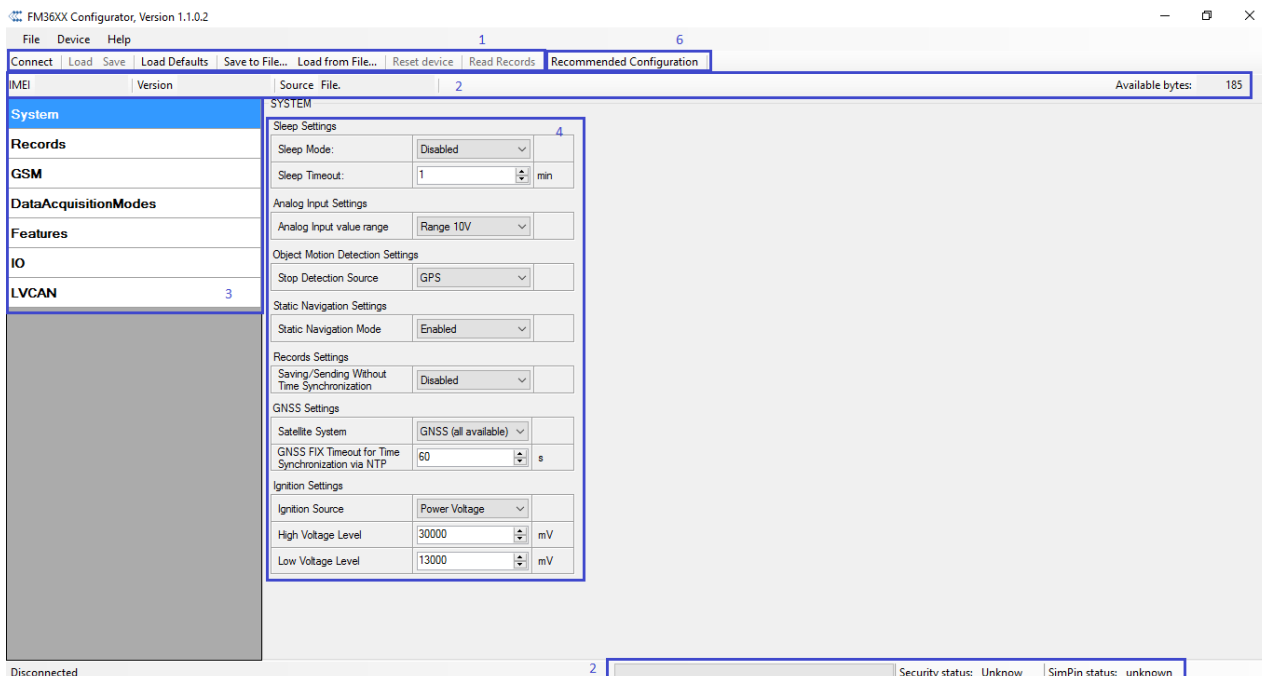 FM36XX Configurator, Version 1.1.0.2
File Device Help
1 6
Connect Load Save Load Defaults Save to File... Load from File... Reset device Read Records Recommended Configuration
IMEI Version Source File. 2 Available bytes: 185
System
Records
GSM
DataAcquisitionModes
Features
IO
LVCAN 3
SYSTEM
Sleep Settings 4
Sleep Mode: Disabled
Sleep Timeout: 1 min
Analog Input Settings
Analog Input value range Range 10V
Object Motion Detection Settings
Stop Detection Source GPS
Static Navigation Settings
Static Navigation Mode Enabled
Records Settings
Saving/Sending Without
Time Synchronization Disabled
GNSS Settings
Satellite System GNSS (all available)
GNSS FIX Timeout for Time
Synchronization via NTP 60 s
Ignition Settings
Ignition Source Power Voltage
High Voltage Level 30000 mV
Low Voltage Level 13000 mV
Disconnected 2 Security status: Unknow SimPin status: unknown